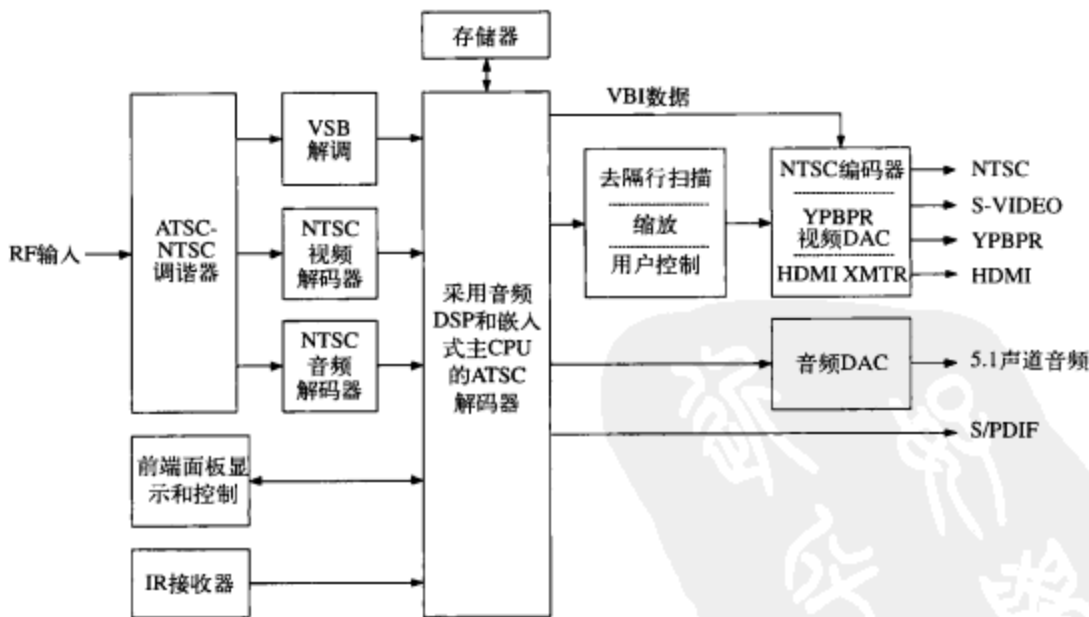 存储器
VBI数据
RF输入
ATSC-
NTSC
调谐器
VSB
解调
NTSC
视频
解码器
NTSC
音频
解码器
前端面板显
示和控制
IR接收器
采用音频
DSP和嵌入
式主CPU
的ATSC
解码器
去隔行扫描
缩放
用户控制
NTSC编码器
YPBPR
视频DAC
HDMI XMTR
音频DAC
NTSC
S-VIDEO
YPBPR
HDMI
5.1声道音频
S/PDIF